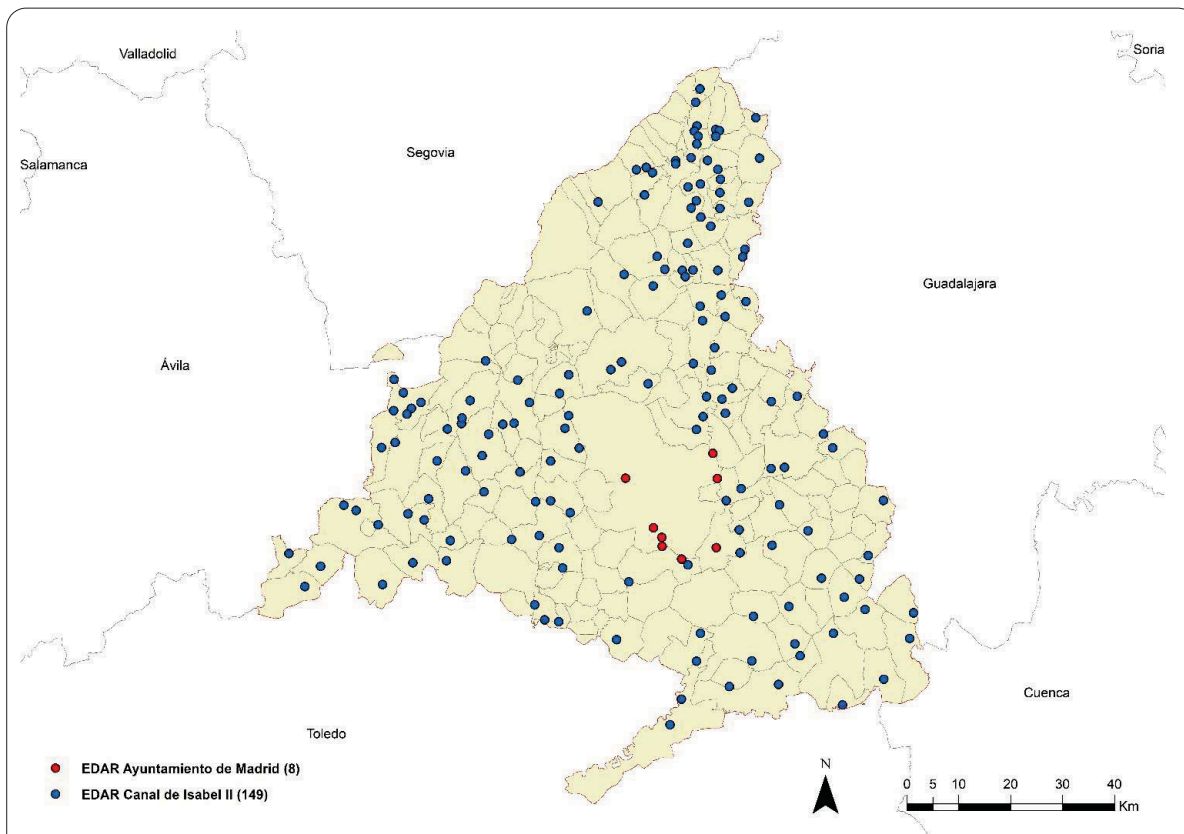 Valladolid
Soria
Segovia
Salamanca
Guadalajara
Ávila
Cuenca
Toledo
EDAR Ayuntamiento de Madrid (8)
EDAR Canal de Isabel II (149)
N
0 5 10 20 30 40
Km